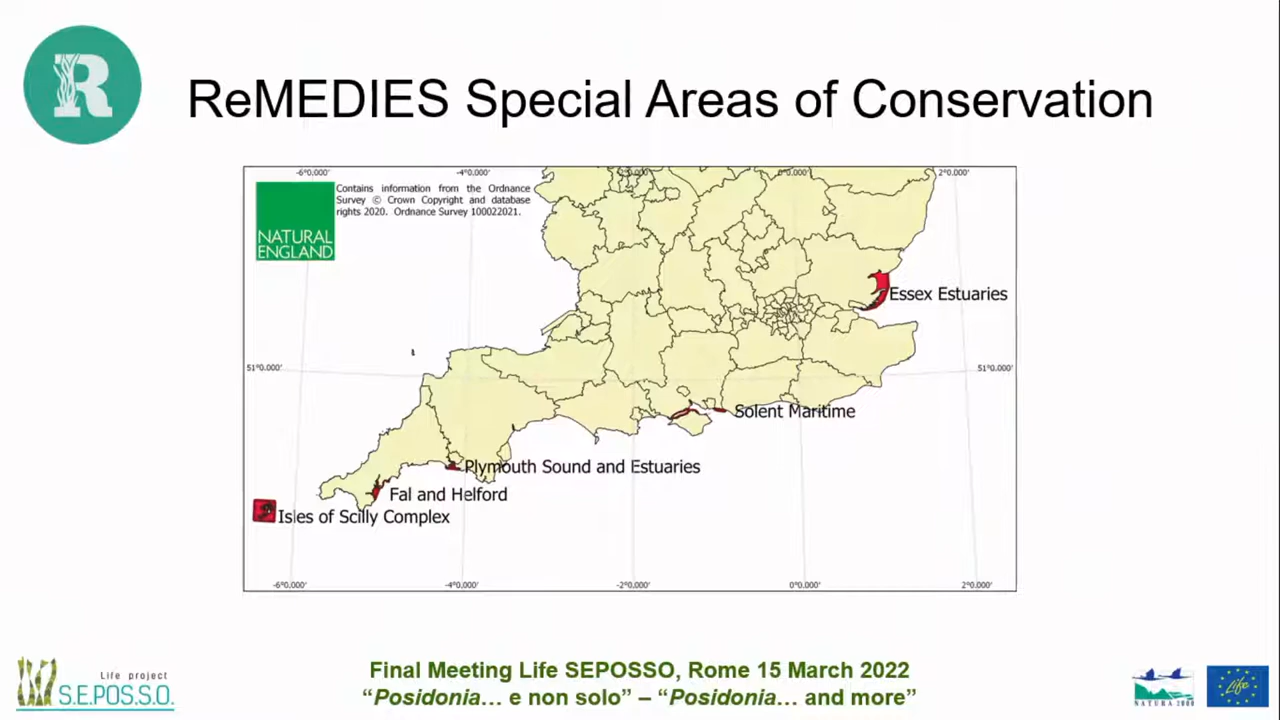 R
ReMEDIES Special Areas of Conservation
-6°0.000' -4°0.000' 0°0.000' 2°0.000'
Contains information from the Ordnance
Survey © Crown Copyright and database
rights 2020. Ordnance Survey 100022021.
NATURAL
ENGLAND
Essex Estuaries
51°0.000' 51°0.000'
Solent Maritime
Plymouth Sound and Estuaries
Fal and Helford
Isles of Scilly Complex
-6°0.000' -4°0.000' -2°0.000' 0°0.000' 2°0.000'
Final Meeting Life SEPOSSO, Rome 15 March 2022
“Posidonia… e non solo” – “Posidonia… and more”
Life project
S.E.POS.S.O.
NATURA 2000
Life